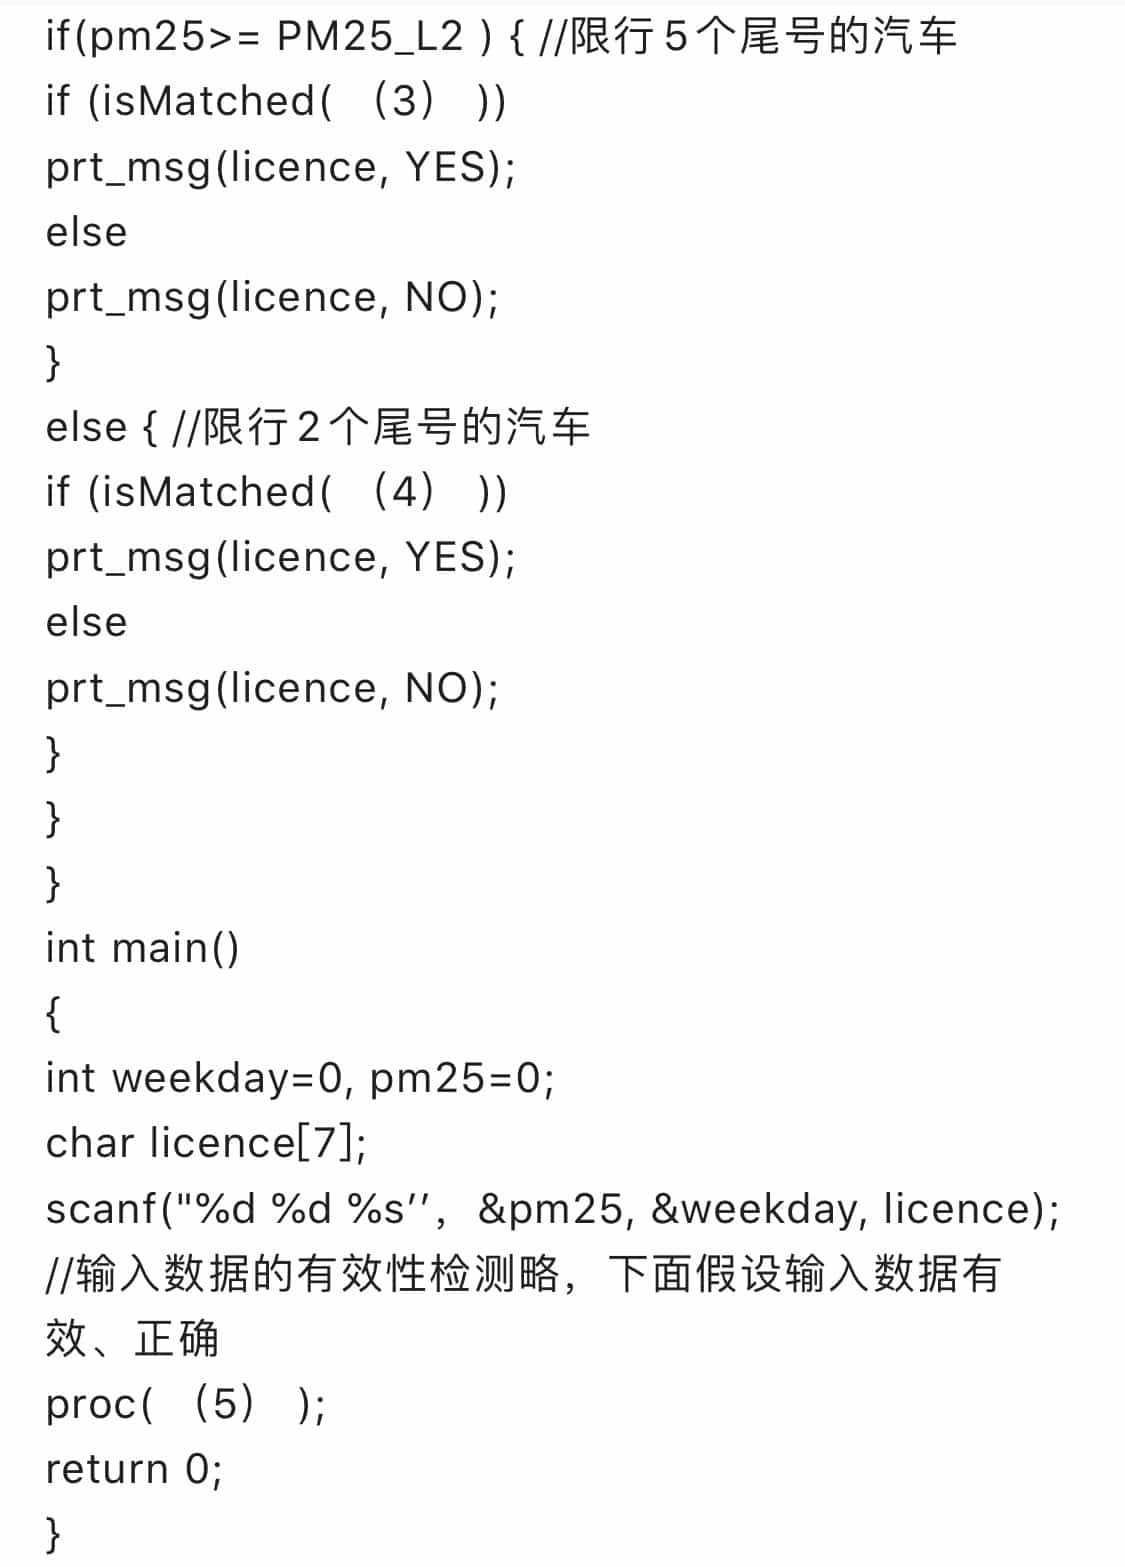 if(pm25>= PM25_L2 ) { //限行5个尾号的汽车
if (isMatched( （3） ))
prt_msg(licence, YES);
else
prt_msg(licence, NO);
}
else { //限行2个尾号的汽车
if (isMatched( （4） ))
prt_msg(licence, YES);
else
prt_msg(licence, NO);
}
}
}
int main()
{
int weekday=0, pm25=0;
char licence[7];
scanf("%d %d %s′′，&pm25, &weekday, licence);
//输入数据的有效性检测略，下面假设输入数据有
效、正确
proc( （5） );
return 0;
}